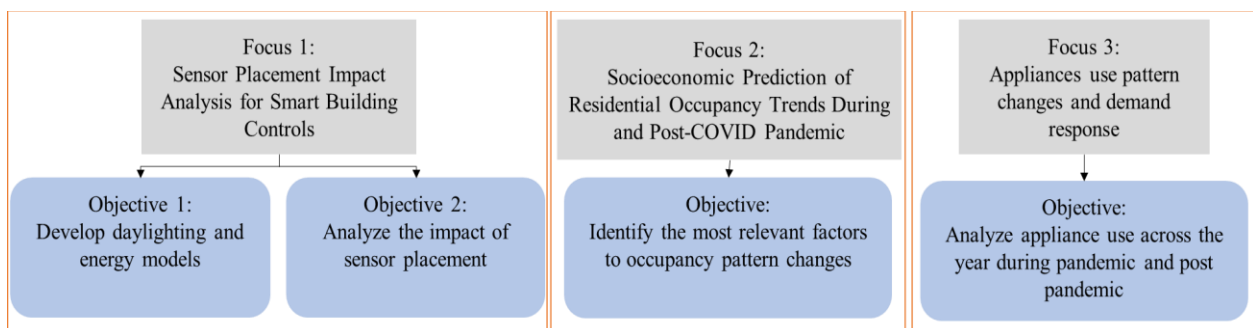 Focus 1:
Sensor Placement Impact
Analysis for Smart Building
Controls
Objective 1:
Develop daylighting and
energy models
Objective 2:
Analyze the impact of
sensor placement
Focus 2:
Socioeconomic Prediction of
Residential Occupancy Trends During
and Post-COVID Pandemic
Objective:
Identify the most relevant factors
to occupancy pattern changes
Focus 3:
Appliances use pattern
changes and demand
response
Objective:
Analyze appliance use across the
year during pandemic and post
pandemic